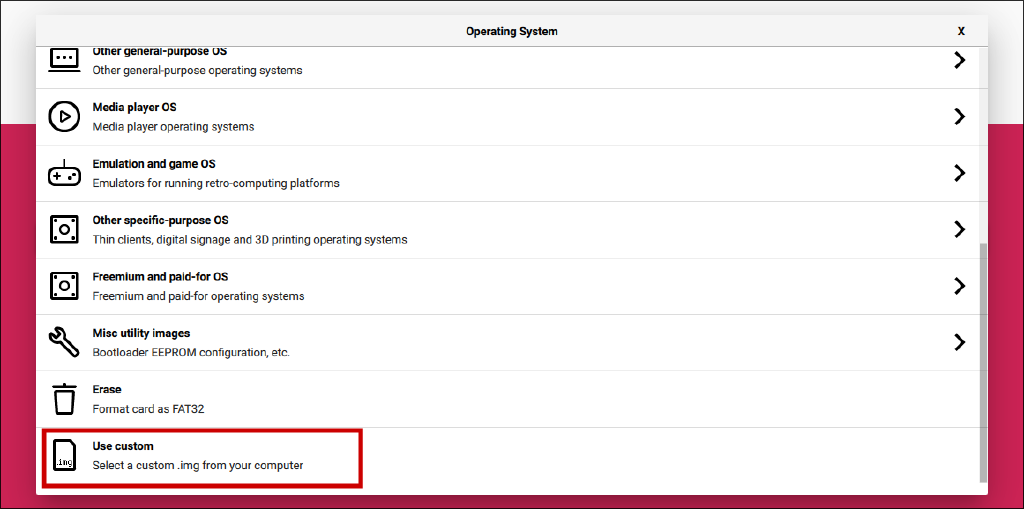 Operating System
X
Other general-purpose OS
Other general-purpose operating systems
Media player OS
Media player operating systems
Emulation and game OS
Emulators for running retro-computing platforms
Other specific-purpose OS
Thin clients, digital signage and 3D printing operating systems
Freemium and paid-for OS
Freemium and paid-for operating systems
Misc utility images
Bootloader EEPROM configuration, etc.
Erase
Format card as FAT32
Use custom
.img
Select a custom .img from your computer